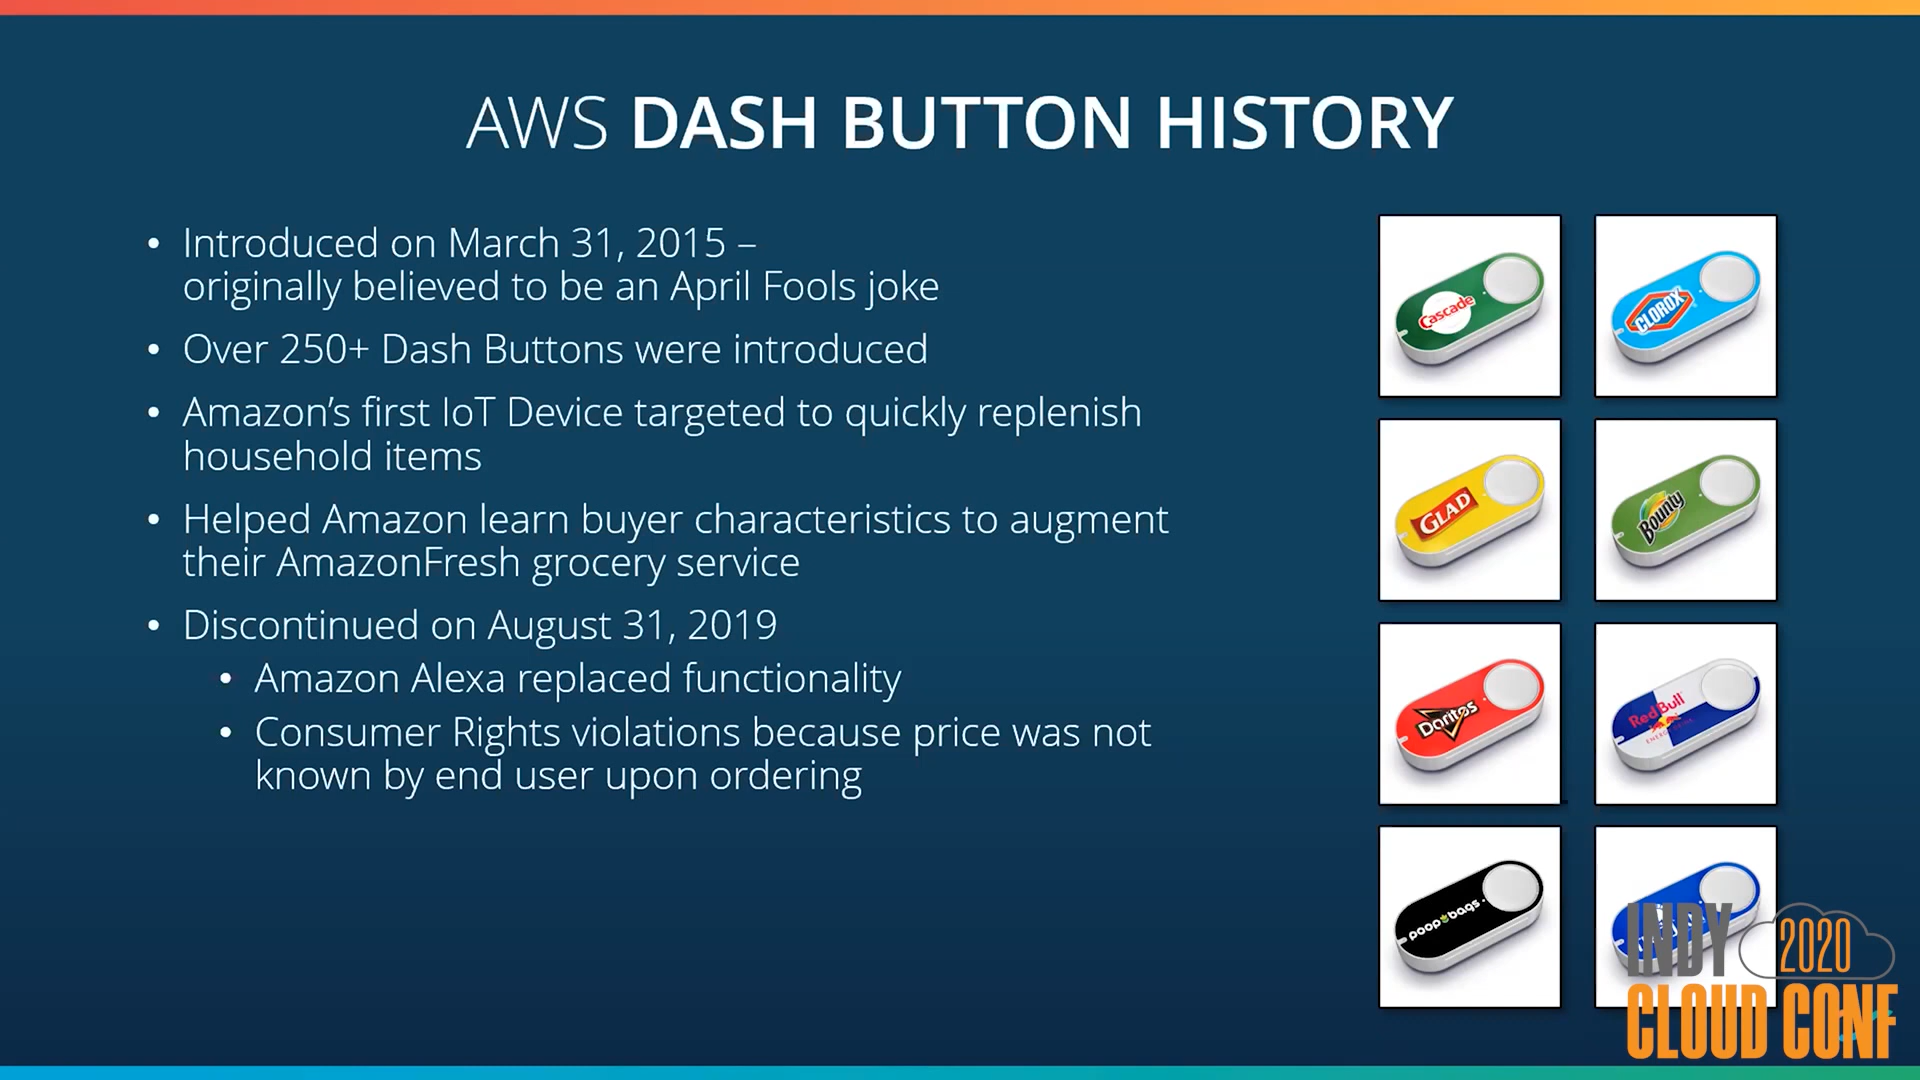 AWS DASH BUTTON HISTORY
• Introduced on March 31, 2015 –
originally believed to be an April Fools joke
• Over 250+ Dash Buttons were introduced
• Amazon’s first IoT Device targeted to quickly replenish
household items
• Helped Amazon learn buyer characteristics to augment
their AmazonFresh grocery service
• Discontinued on August 31, 2019
• Amazon Alexa replaced functionality
• Consumer Rights violations because price was not
known by end user upon ordering
Cascade
CLOROX
GLAD
Bounty
Doritos
Red Bull
poop bags
INDY 2020
CLOUD CONF